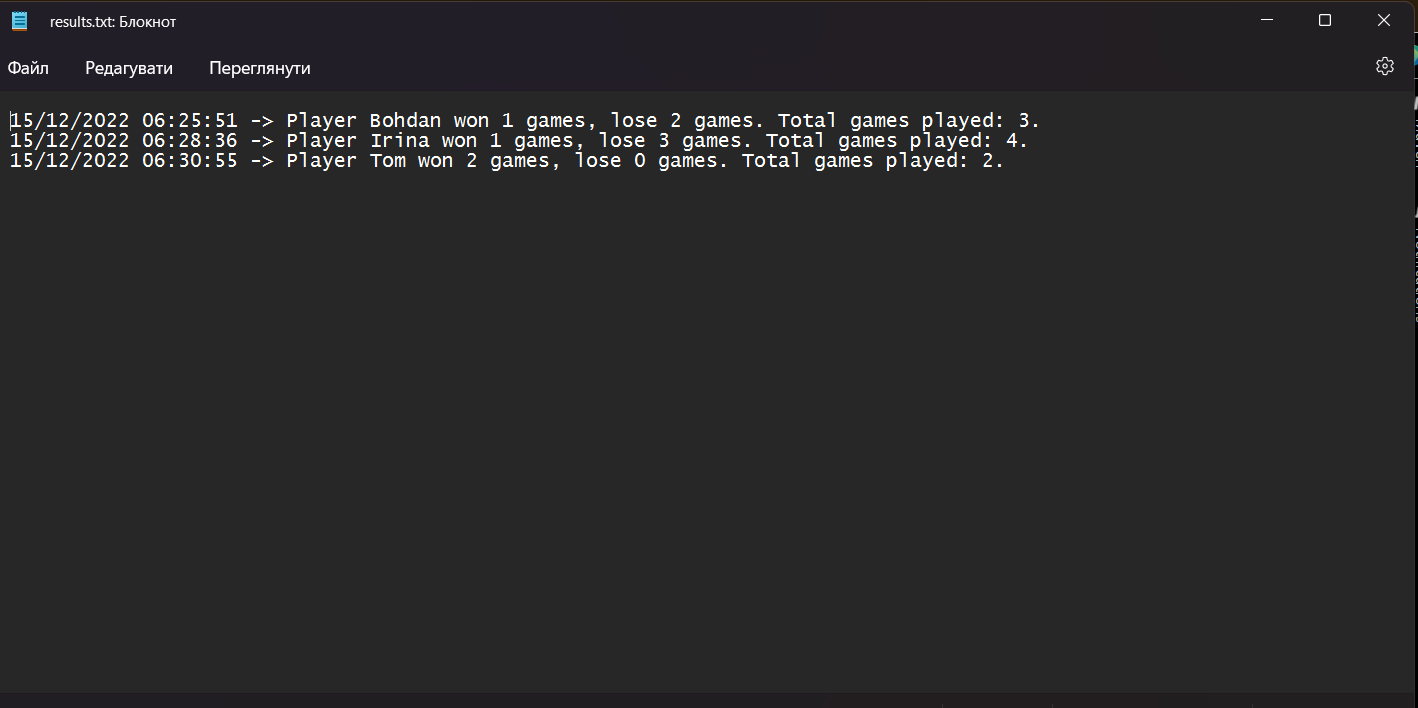 results.txt: Блокнот
Файл Редагувати Переглянути
15/12/2022 06:25:51 -> Player Bohdan won 1 games, lose 2 games. Total games played: 3.
15/12/2022 06:28:36 -> Player Irina won 1 games, lose 3 games. Total games played: 4.
15/12/2022 06:30:55 -> Player Tom won 2 games, lose 0 games. Total games played: 2.